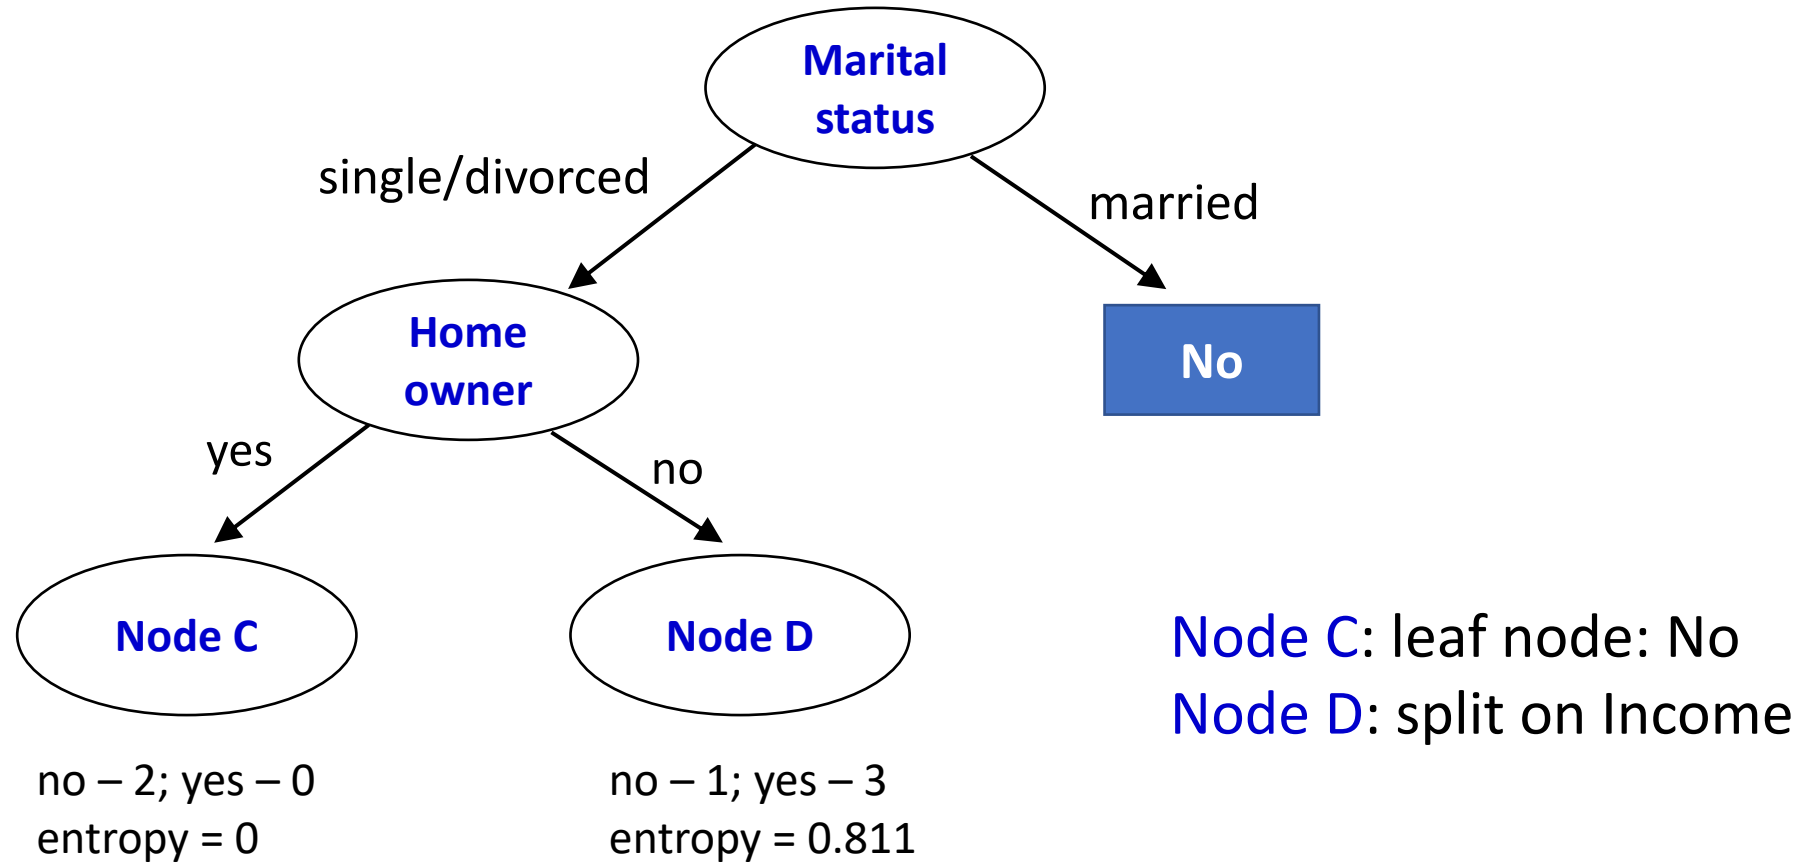 Marital
status
single/divorced
married
Home
owner
No
yes
no
Node C
Node D
Node C: leaf node: No
Node D: split on Income
no – 2; yes – 0
entropy = 0
no – 1; yes – 3
entropy = 0.811